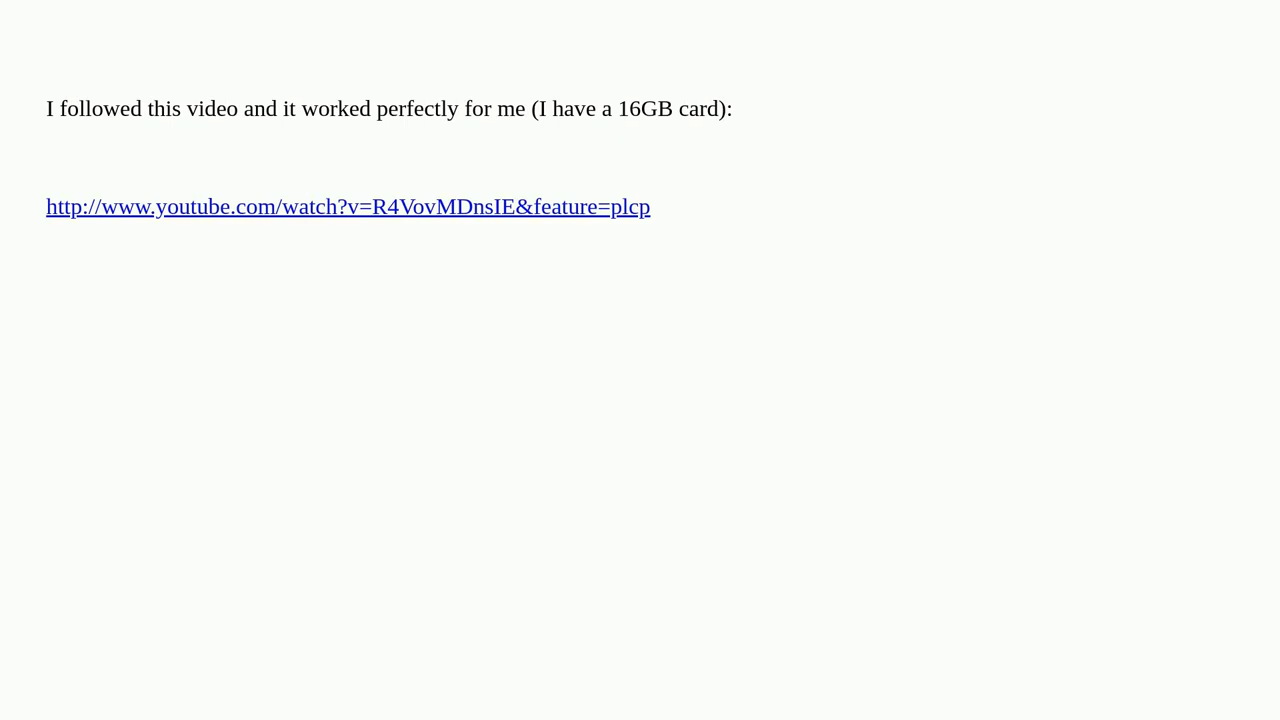 I followed this video and it worked perfectly for me (I have a 16GB card):
http://www.youtube.com/watch?v=R4VovMDnsIE&feature=plcp